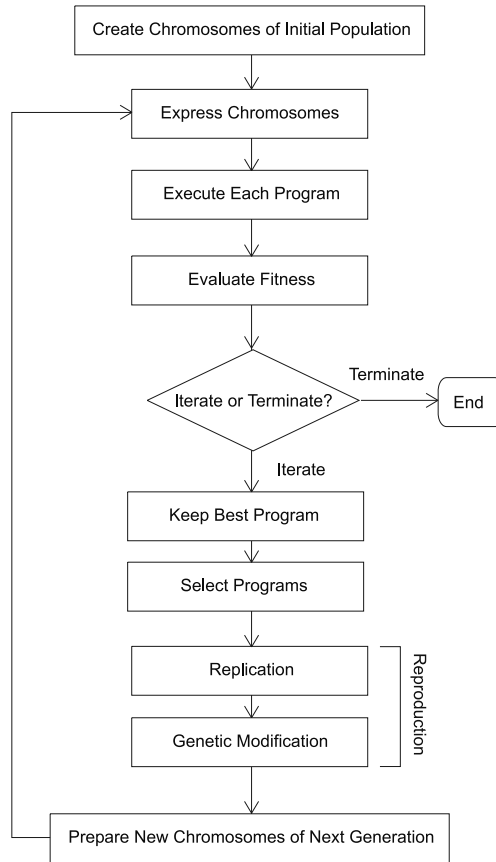 Create Chromosomes of Initial Population
Express Chromosomes
Execute Each Program
Evaluate Fitness
Iterate or Terminate?
Terminate
End
Iterate
Keep Best Program
Select Programs
Replication
Genetic Modification
Reproduction
Prepare New Chromosomes of Next Generation